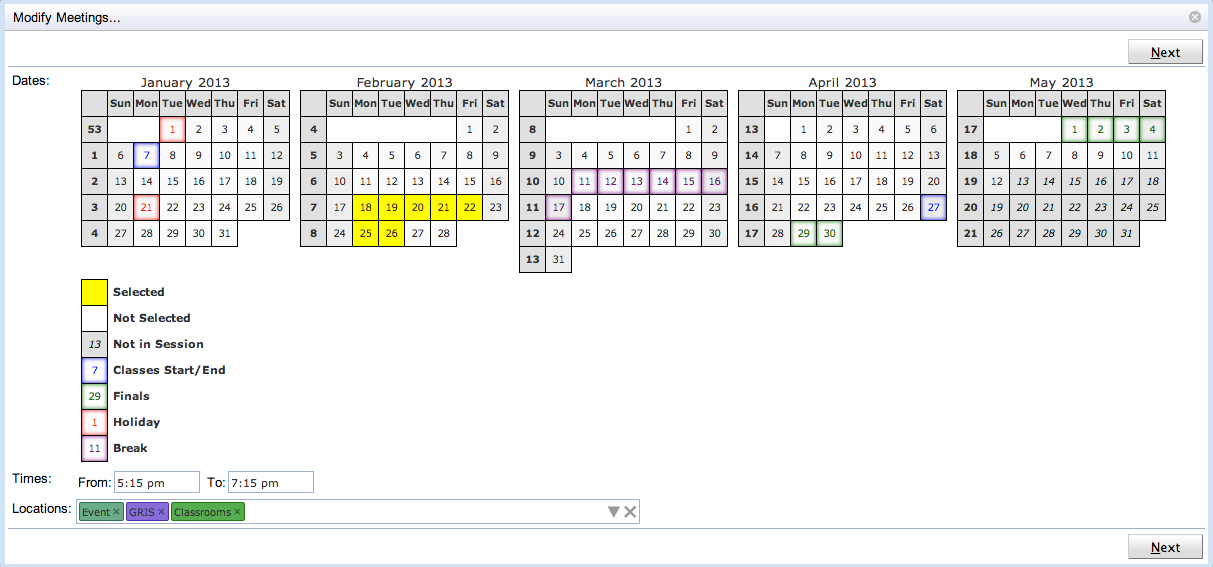 Modify Meetings...
Next
Dates:
January 2013 February 2013 March 2013 April 2013 May 2013
Sun Mon Tue Wed Thu Fri Sat Sun Mon Tue Wed Thu Fri Sat Sun Mon Tue Wed Thu Fri Sat Sun Mon Tue Wed Thu Fri Sat Sun Mon Tue Wed Thu Fri Sat
53 1 2 3 4 5 4 1 2 8 1 2 13 1 2 3 4 5 6 17 1 2 3 4
1 6 7 8 9 10 11 12 5 3 4 5 6 7 8 9 9 3 4 5 6 7 8 9 14 7 8 9 10 11 12 13 18 5 6 7 8 9 10 11
2 13 14 15 16 17 18 19 6 10 11 12 13 14 15 16 10 10 11 12 13 14 15 16 15 14 15 16 17 18 19 20 19 12 13 14 15 16 17 18
3 20 21 22 23 24 25 26 7 17 18 19 20 21 22 23 11 17 18 19 20 21 22 23 16 21 22 23 24 25 26 27 20 19 20 21 22 23 24 25
4 27 28 29 30 31 8 24 25 26 27 28 12 24 25 26 27 28 29 30 17 28 29 30 21 26 27 28 29 30 31
13 31
Selected
Not Selected
13 Not in Session
7 Classes Start/End
29 Finals
1 Holiday
11 Break
Times: From: 5:15 pm To: 7:15 pm
Locations: Event × GRIS × Classrooms ×
Next